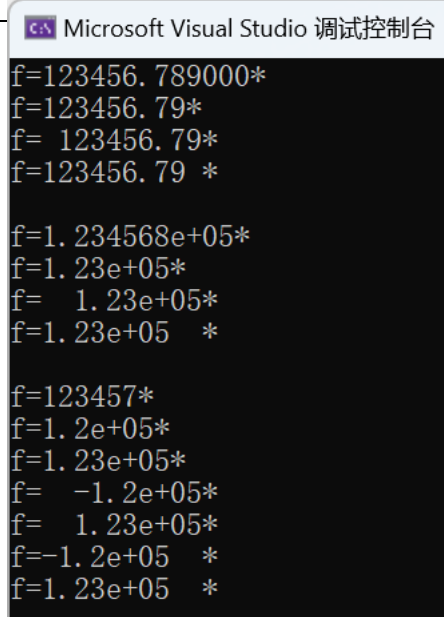 C:\ Microsoft Visual Studio 调试控制台
f=123456.789000*
f=123456.79*
f= 123456.79*
f=123456.79 *

f=1.234568e+05*
f=1.23e+05*
f=  1.23e+05*
f=1.23e+05  *

f=123457*
f=1.2e+05*
f=1.23e+05*
f=  -1.2e+05*
f=  1.23e+05*
f=-1.2e+05  *
f=1.23e+05  *